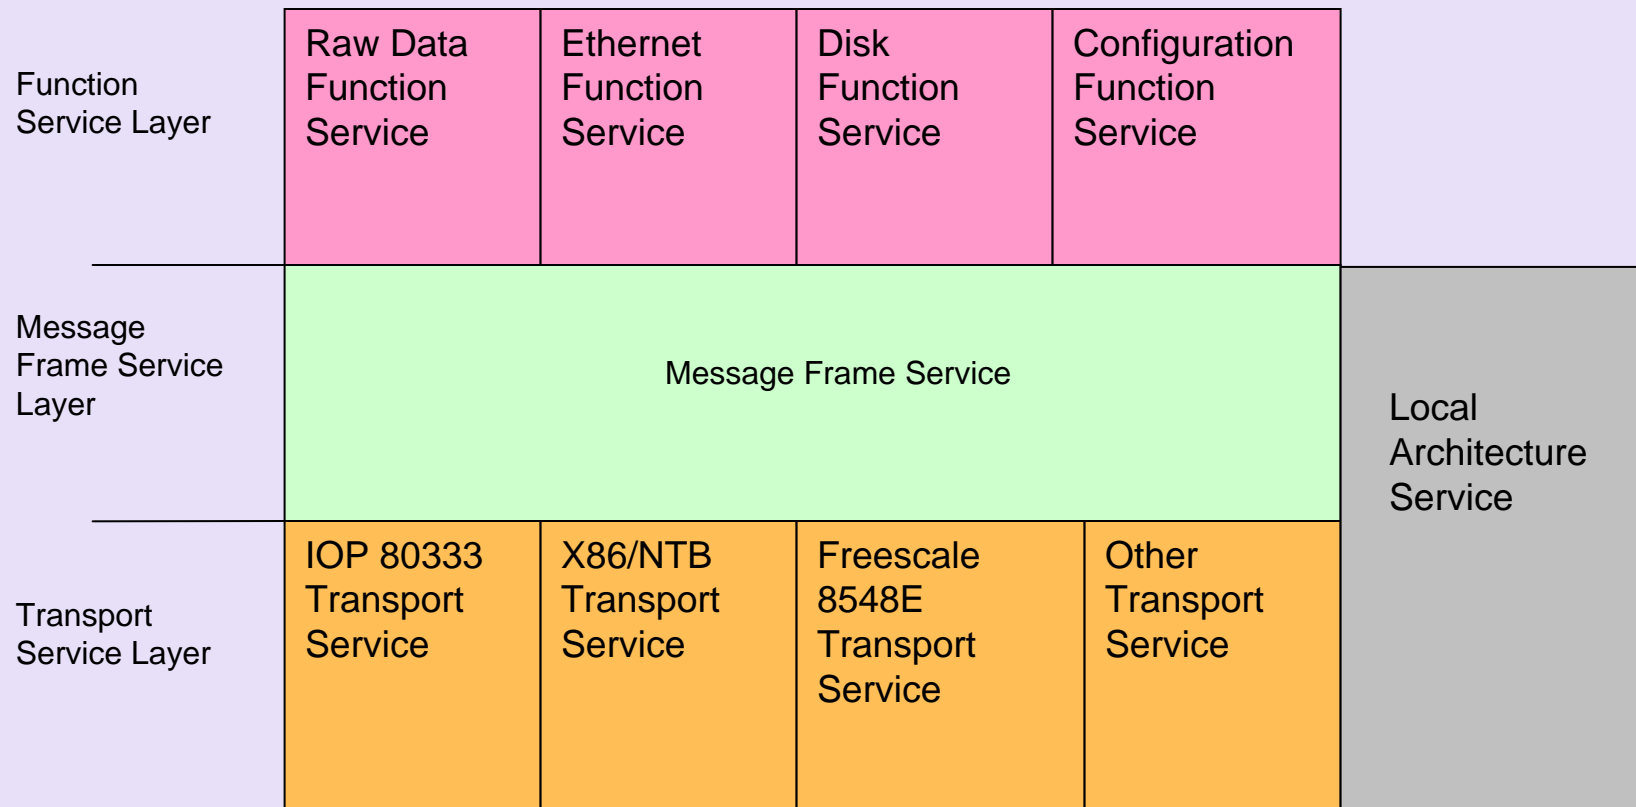 Function
Service Layer
Raw Data
Function
Service
Ethernet
Function
Service
Disk
Function
Service
Configuration
Function
Service
Message
Frame Service
Layer
Message Frame Service
Local
Architecture
Service
Transport
Service Layer
IOP 80333
Transport
Service
X86/NTB
Transport
Service
Freescale
8548E
Transport
Service
Other
Transport
Service